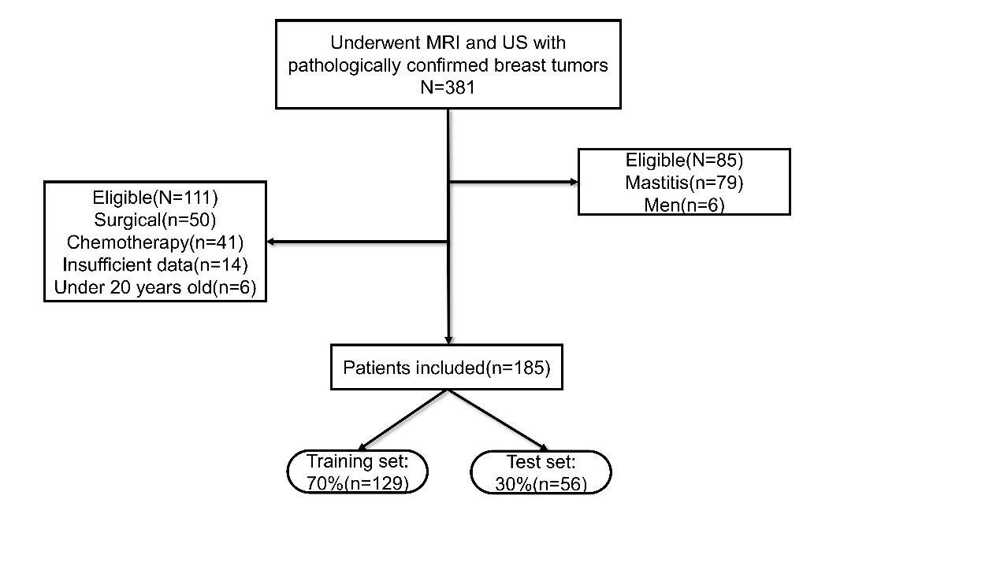 Underwent MRI and US with
pathologically confirmed breast tumors
N=381
Eligible(N=85)
Mastitis(n=79)
Men(n=6)
Eligible(N=111)
Surgical(n=50)
Chemotherapy(n=41)
Insufficient data(n=14)
Under 20 years old(n=6)
Patients included(n=185)
Training set:
70%(n=129)
Test set:
30%(n=56)